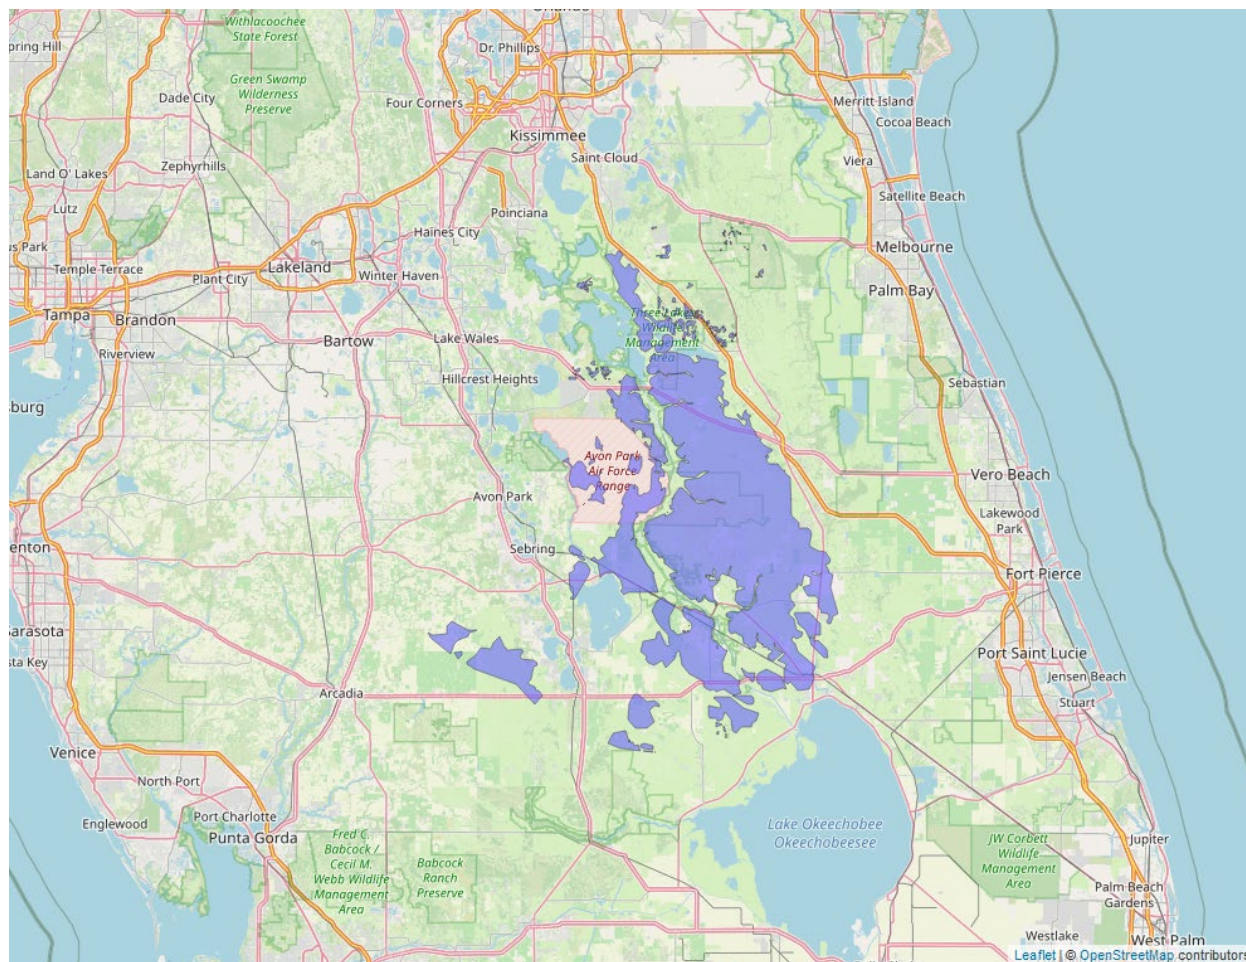 Orlando
Withlacoochee
State Forest
pring Hill
Dr. Phillips
Green Swamp
Wilderness
Preserve
Dade City
Four Corners
Merritt Island
Cocoa Beach
Kissimmee
Saint Cloud
Zephyrhills
Viera
Land O' Lakes
Satellite Beach
Lutz
Poinciana
Haines City
us Park
Melbourne
Temple Terrace
Lakeland
Plant City
Winter Haven
Palm Bay
Tampa
Brandon
Three Lakes
Wildlife
Management
Area
Riverview
Bartow
Lake Wales
Hillcrest Heights
Sebastian
sburg
Avon Park
Air Force
Range
Avon Park
Vero Beach
Lakewood
Park
enton
Sebring
Fort Pierce
Sarasota
sta Key
Port Saint Lucie
Jensen Beach
Arcadia
Stuart
Venice
North Port
Port Charlotte
Englewood
Punta Gorda
Lake Okeechobee
Okeechobeesee
Fred C.
Babcock /
Cecil M.
Webb Wildlife
Management
Area
Babcock
Ranch
Preserve
JW Corbett
Wildlife
Management
Area
Jupiter
Palm Beach
Gardens
Westlake
West Palm
Leaflet | © OpenStreetMap contributors